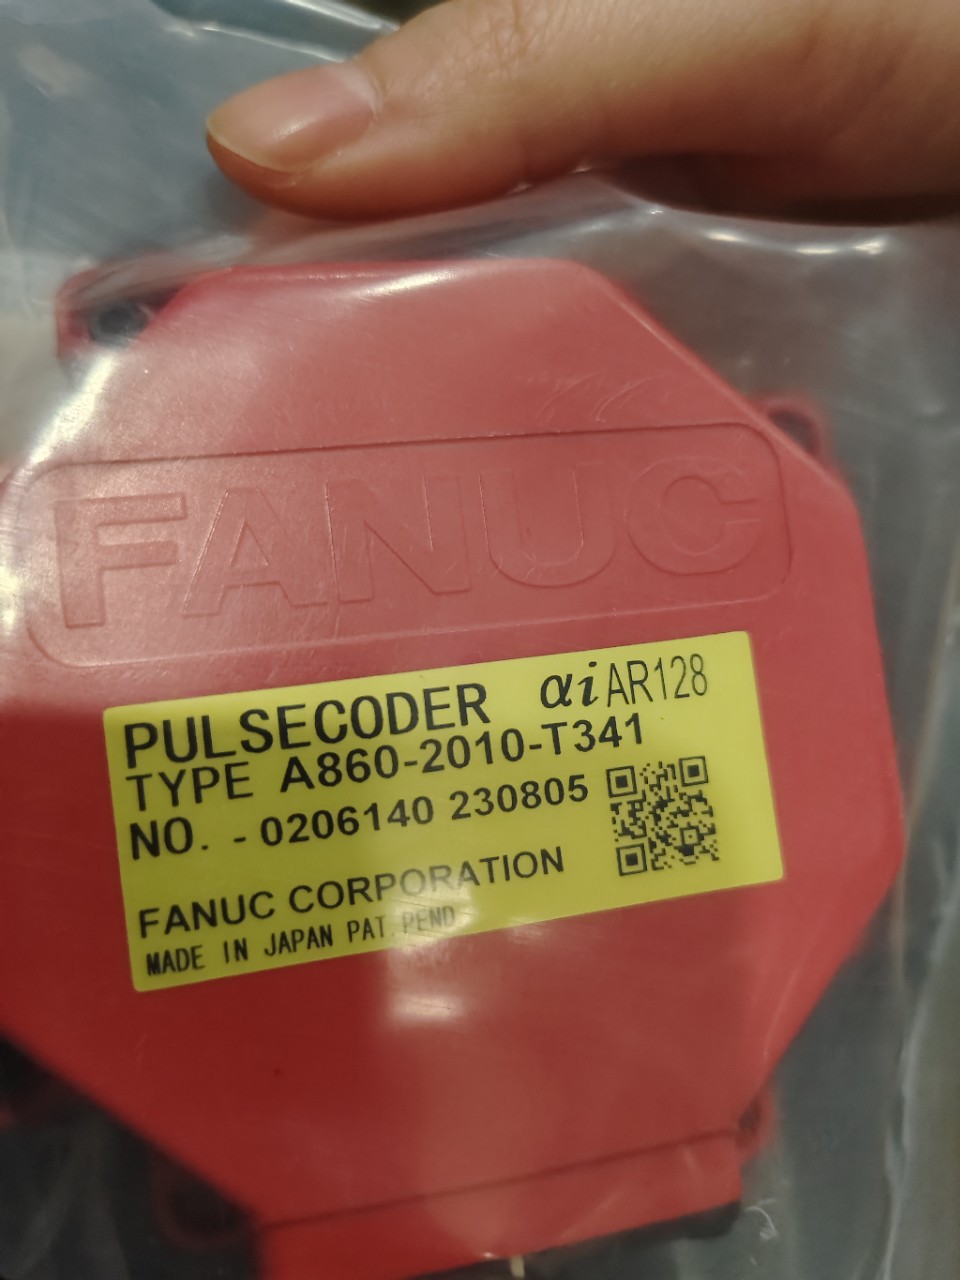 FANUC
PULSECODER αiAR128
TYPE A860-2010-T341
NO. - 0206140 230805
FANUC CORPORATION
MADE IN JAPAN PAT.PEND